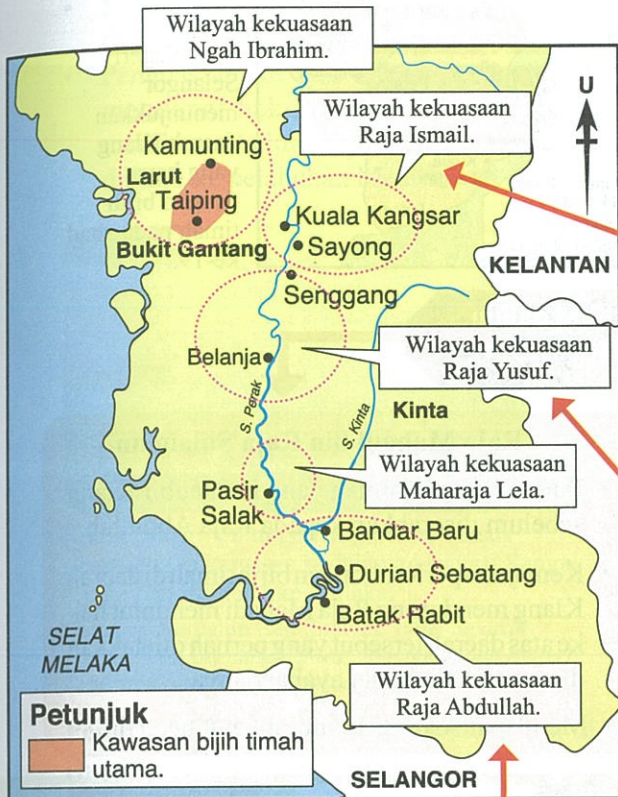 Wilayah kekuasaan
Ngah Ibrahim.
Wilayah kekuasaan
Raja Ismail.
U
Kamunting
Larut
Taiping
Bukit Gantang
Kuala Kangsar
Sayong
KELANTAN
Senggang
Belanja
Wilayah kekuasaan
Raja Yusuf.
S. Perak
S. Kinta
Kinta
Wilayah kekuasaan
Maharaja Lela.
Pasir
Salak
Bandar Baru
Durian Sebatang
Batak Rabit
SELAT
MELAKA
Wilayah kekuasaan
Raja Abdullah.
Petunjuk
Kawasan bijih timah
utama.
SELANGOR